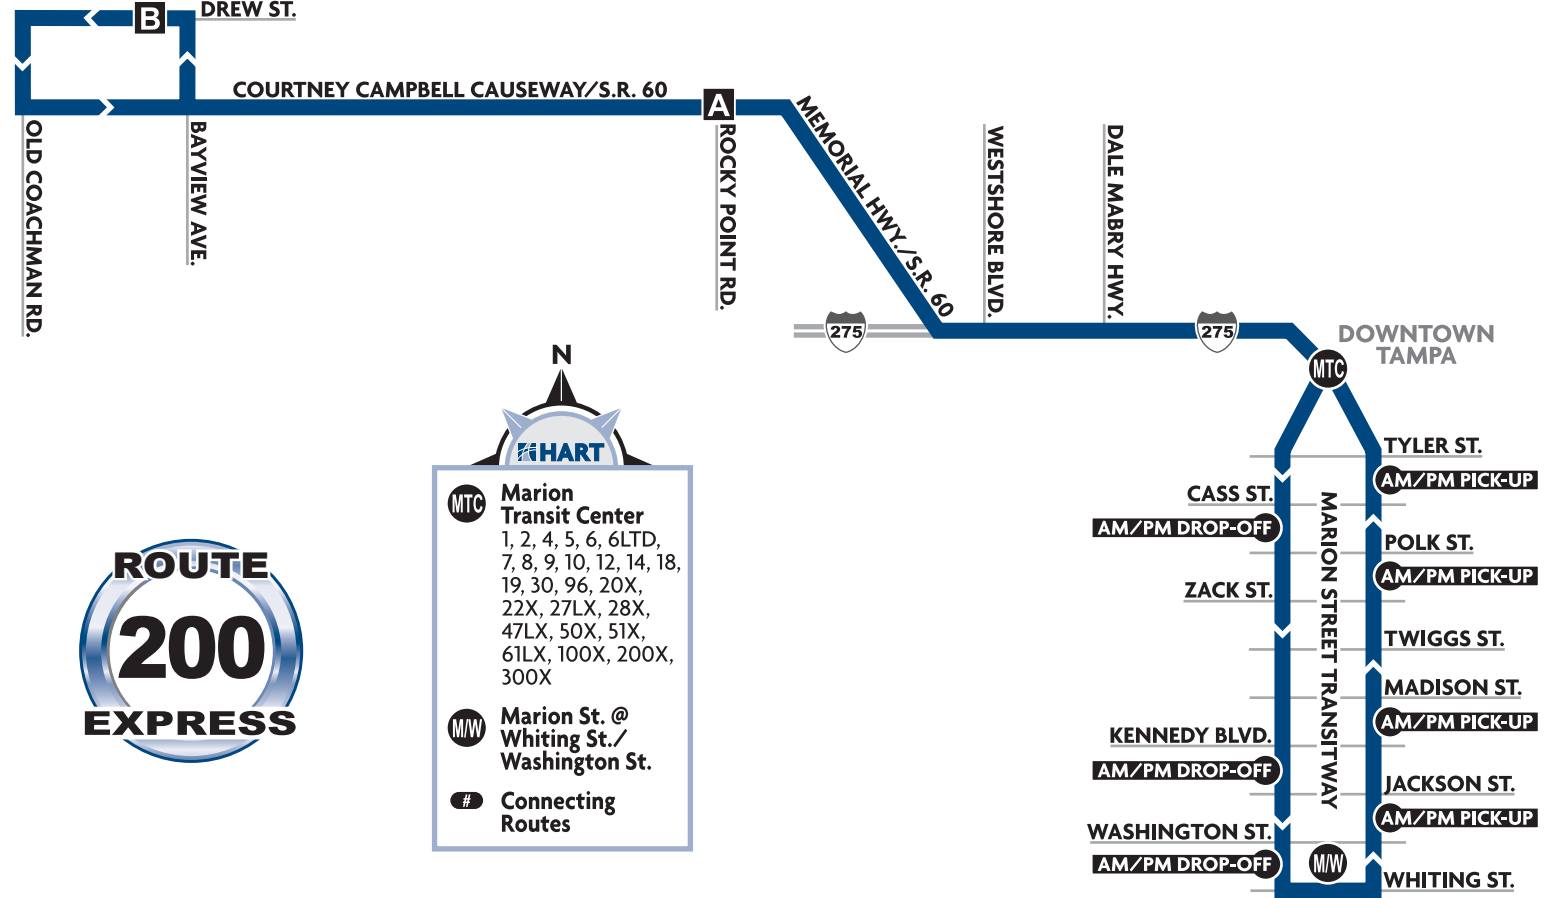 B
DREW ST.
COURTNEY CAMPBELL CAUSEWAY/S.R. 60
A
OLD COACHMAN RD.
BAYVIEW AVE.
ROCKY POINT RD.
MEMORIAL HWY./S.R. 60
WESTSHORE BLVD.
DALE MABRY HWY.
275
275
DOWNTOWN
TAMPA
MTC
N
HART
MTC
Marion
Transit Center
1, 2, 4, 5, 6, 6LTD,
7, 8, 9, 10, 12, 14, 18,
19, 30, 96, 20X,
22X, 27LX, 28X,
47LX, 50X, 51X,
61LX, 100X, 200X,
300X
M/W
Marion St. @
Whiting St./
Washington St.
#
Connecting
Routes
ROUTE
200
EXPRESS
TYLER ST.
AM/PM PICK-UP
CASS ST.
AM/PM DROP-OFF
POLK ST.
AM/PM PICK-UP
ZACK ST.
TWIGGS ST.
MADISON ST.
AM/PM PICK-UP
KENNEDY BLVD.
AM/PM DROP-OFF
JACKSON ST.
AM/PM PICK-UP
WASHINGTON ST.
AM/PM DROP-OFF
WHITING ST.
MARION STREET TRANSITWAY
M/W